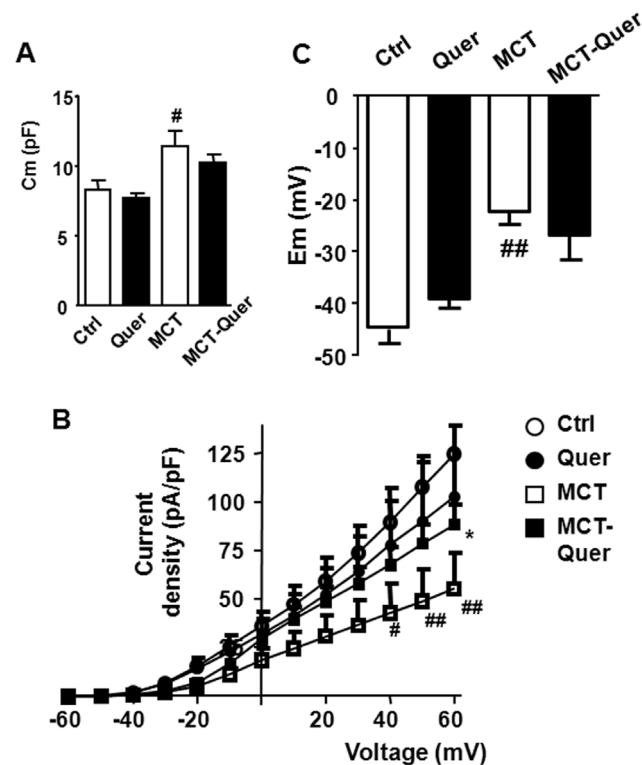 A
Cm (pF)
15
#
10
5
0
Ctrl
Quer
MCT
MCT-Quer
C
Ctrl
Quer
MCT
MCT-Quer
Em (mV)
0
-10
-20
##
-30
-40
-50
B
Current
density (pA/pF)
125
100
75
50
*
#
##
##
-60
-40
-20
20
40
60
Voltage (mV)
Ctrl
Quer
MCT
MCT-
Quer